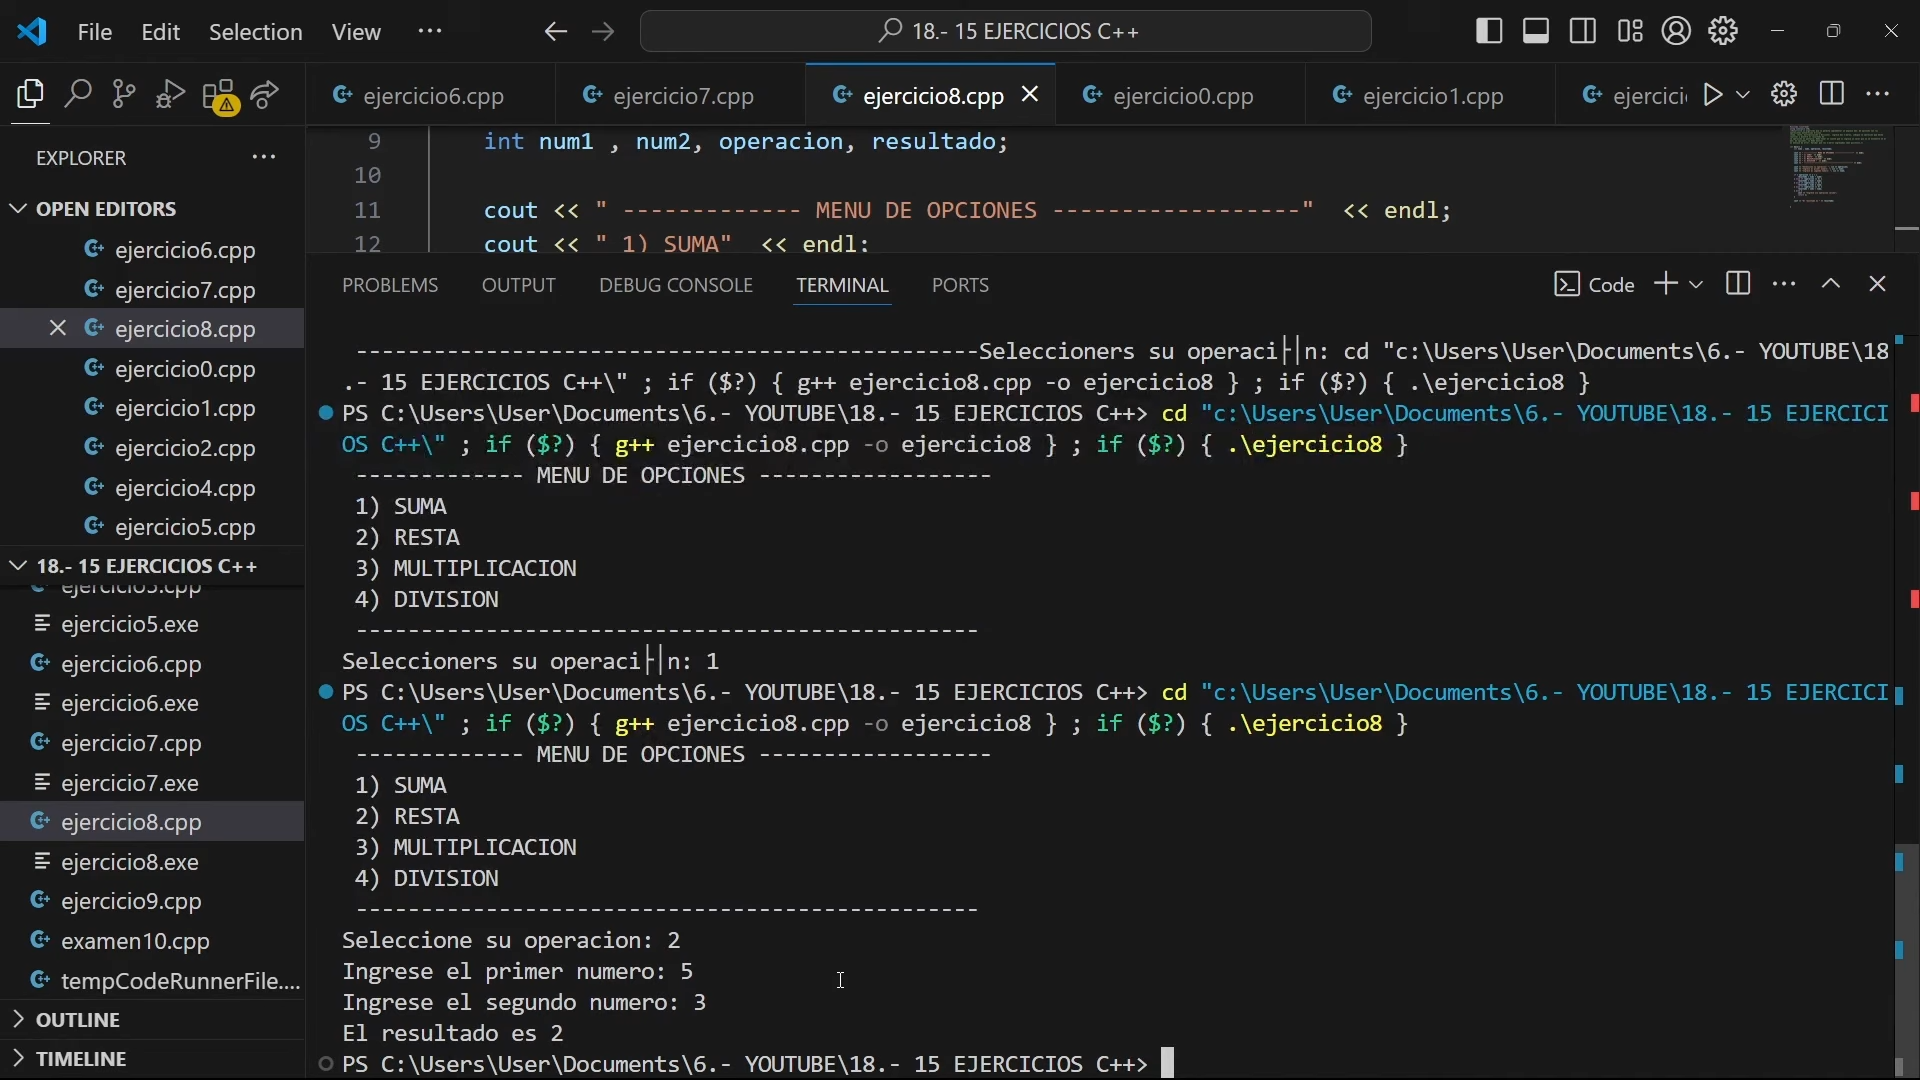 File Edit Selection View ··· 18.- 15 EJERCICIOS C++
ejercicio6.cpp ejercicio7.cpp ejercicio8.cpp ejercicio0.cpp ejercicio1.cpp ejercici
EXPLORER
OPEN EDITORS
ejercicio6.cpp
ejercicio7.cpp
ejercicio8.cpp
ejercicio0.cpp
ejercicio1.cpp
ejercicio2.cpp
ejercicio4.cpp
ejercicio5.cpp
18.- 15 EJERCICIOS C++
ejercicio5.cpp
ejercicio5.exe
ejercicio6.cpp
ejercicio6.exe
ejercicio7.cpp
ejercicio7.exe
ejercicio8.cpp
ejercicio8.exe
ejercicio9.cpp
examen10.cpp
tempCodeRunnerFile....
OUTLINE
TIMELINE
9 int num1 , num2, operacion, resultado;
10
11 cout << " ------------- MENU DE OPCIONES -------------------" << endl;
12 cout << " 1) SUMA" << endl;
PROBLEMS OUTPUT DEBUG CONSOLE TERMINAL PORTS Code
------------------------------------------------Seleccioners su operaci├│n: cd "c:\Users\User\Documents\6.- YOUTUBE\18
.- 15 EJERCICIOS C++\" ; if ($?) { g++ ejercicio8.cpp -o ejercicio8 } ; if ($?) { .\ejercicio8 }
PS C:\Users\User\Documents\6.- YOUTUBE\18.- 15 EJERCICIOS C++> cd "c:\Users\User\Documents\6.- YOUTUBE\18.- 15 EJERCICI
OS C++\" ; if ($?) { g++ ejercicio8.cpp -o ejercicio8 } ; if ($?) { .\ejercicio8 }
------------- MENU DE OPCIONES ------------------
1) SUMA
2) RESTA
3) MULTIPLICACION
4) DIVISION
------------------------------------------------
Seleccioners su operaci├│n: 1
PS C:\Users\User\Documents\6.- YOUTUBE\18.- 15 EJERCICIOS C++> cd "c:\Users\User\Documents\6.- YOUTUBE\18.- 15 EJERCICI
OS C++\" ; if ($?) { g++ ejercicio8.cpp -o ejercicio8 } ; if ($?) { .\ejercicio8 }
------------- MENU DE OPCIONES ------------------
1) SUMA
2) RESTA
3) MULTIPLICACION
4) DIVISION
------------------------------------------------
Seleccione su operacion: 2
Ingrese el primer numero: 5
Ingrese el segundo numero: 3
El resultado es 2
PS C:\Users\User\Documents\6.- YOUTUBE\18.- 15 EJERCICIOS C++>